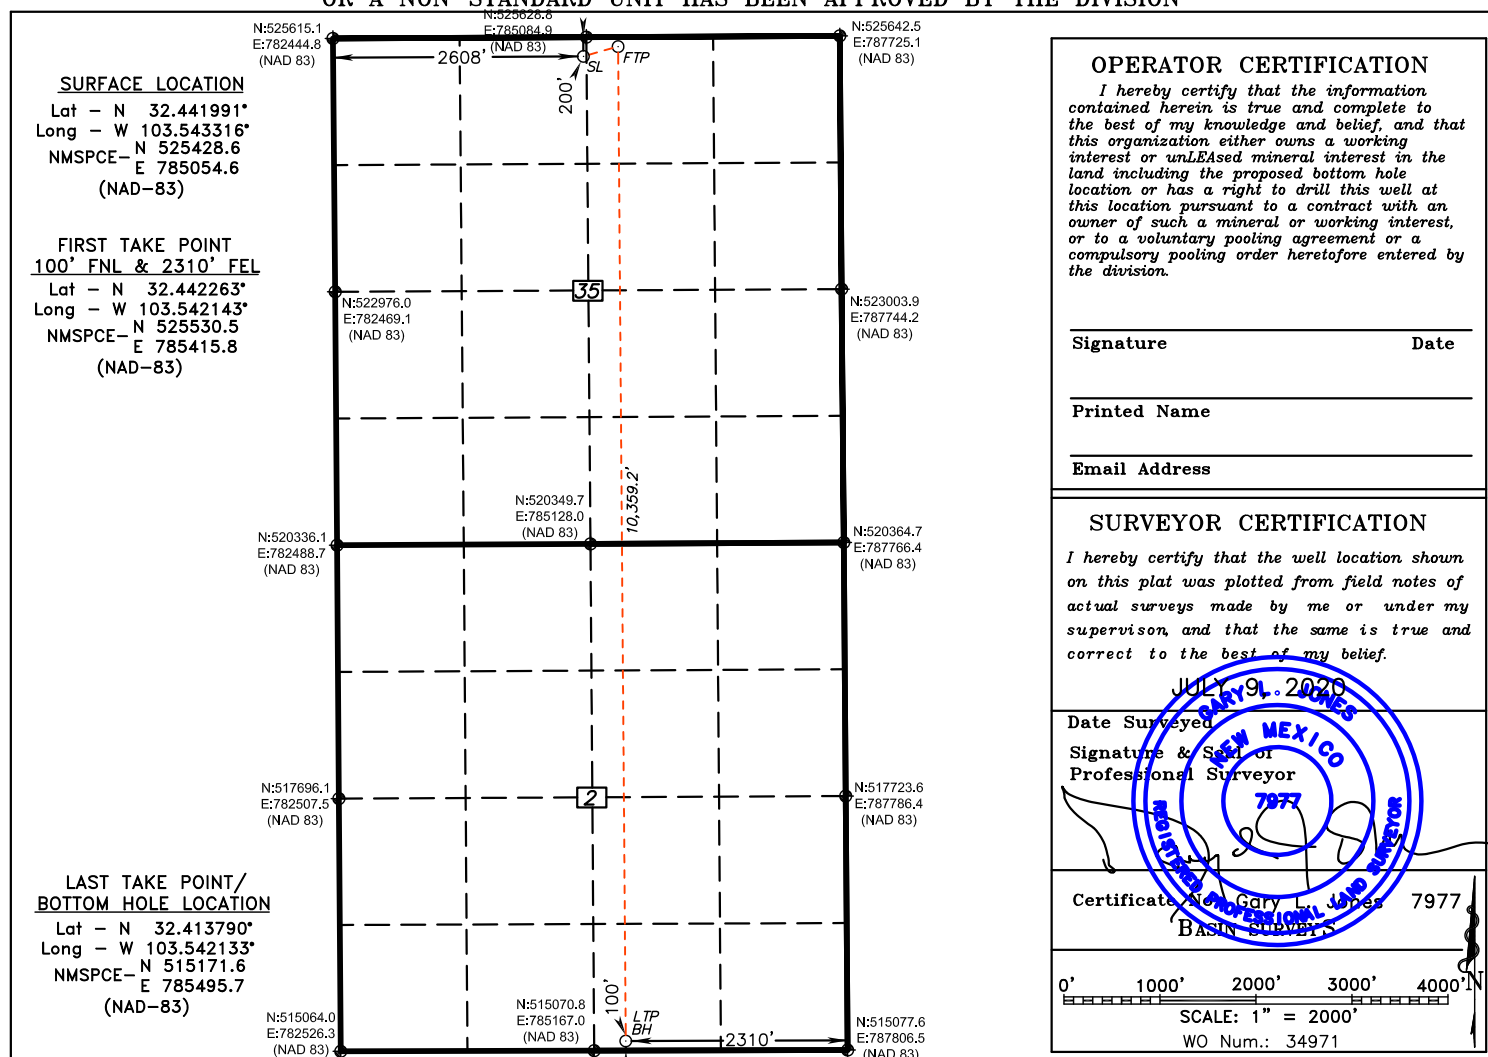 OR A NON-STANDARD UNIT HAS BEEN APPROVED BY THE DIVISION
N:525615.1
E:782444.8
(NAD 83)
N:525628.8
E:785084.9
(NAD 83)
N:525642.5
E:787725.1
(NAD 83)
2608'
SL
FTP
200'
SURFACE LOCATION
Lat - N 32.441991°
Long - W 103.543316°
NMSPCE- N 525428.6
E 785054.6
(NAD-83)
FIRST TAKE POINT
100' FNL & 2310' FEL
Lat - N 32.442263°
Long - W 103.542143°
NMSPCE- N 525530.5
E 785415.8
(NAD-83)
N:522976.0
E:782469.1
(NAD 83)
35
N:523003.9
E:787744.2
(NAD 83)
10,359.2'
N:520336.1
E:782488.7
(NAD 83)
N:520349.7
E:785128.0
(NAD 83)
N:520364.7
E:787766.4
(NAD 83)
N:517696.1
E:782507.5
(NAD 83)
2
N:517723.6
E:787786.4
(NAD 83)
LAST TAKE POINT/
BOTTOM HOLE LOCATION
Lat - N 32.413790°
Long - W 103.542133°
NMSPCE- N 515171.6
E 785495.7
(NAD-83)
N:515064.0
E:782526.3
(NAD 83)
N:515070.8
E:785167.0
(NAD 83)
100'
LTP
BH
2310'
N:515077.6
E:787806.5
(NAD 83)
OPERATOR CERTIFICATION
I hereby certify that the information
contained herein is true and complete to
the best of my knowledge and belief, and that
this organization either owns a working
interest or unLEAsed mineral interest in the
land including the proposed bottom hole
location or has a right to drill this well at
this location pursuant to a contract with an
owner of such a mineral or working interest,
or to a voluntary pooling agreement or a
compulsory pooling order heretofore entered by
the division.
Signature Date
Printed Name
Email Address
SURVEYOR CERTIFICATION
I hereby certify that the well location shown
on this plat was plotted from field notes of
actual surveys made by me or under my
supervison, and that the same is true and
correct to the best of my belief.
JULY 9, 2020
Date Surveyed
Signature & Seal of
Professional Surveyor
GARY L. JONES
NEW MEXICO
7977
REGISTERED PROFESSIONAL LAND SURVEYOR
Certificate No. Gary L. Jones 7977
BASIN SURVEYS
0' 1000' 2000' 3000' 4000'
N
SCALE: 1" = 2000'
WO Num.: 34971